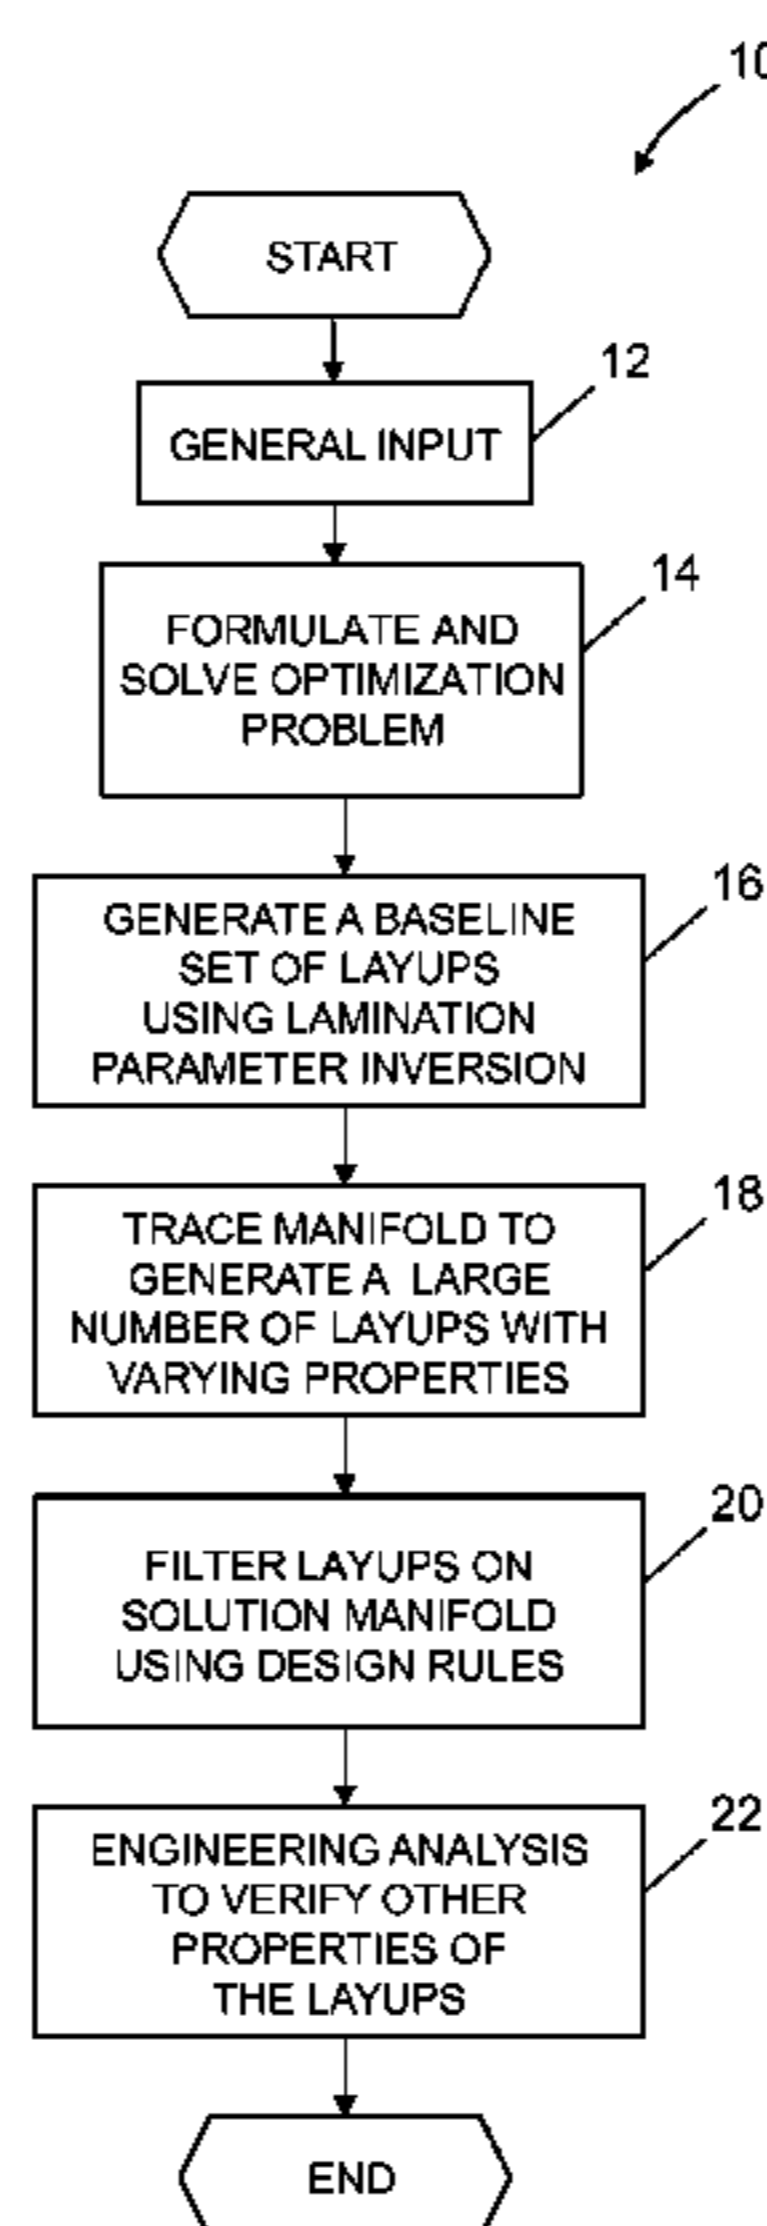 10
START
12
GENERAL INPUT
14
FORMULATE AND
SOLVE OPTIMIZATION
PROBLEM
16
GENERATE A BASELINE
SET OF LAYUPS
USING LAMINATION
PARAMETER INVERSION
18
TRACE MANIFOLD TO
GENERATE A LARGE
NUMBER OF LAYUPS WITH
VARYING PROPERTIES
20
FILTER LAYUPS ON
SOLUTION MANIFOLD
USING DESIGN RULES
22
ENGINEERING ANALYSIS
TO VERIFY OTHER
PROPERTIES OF
THE LAYUPS
END